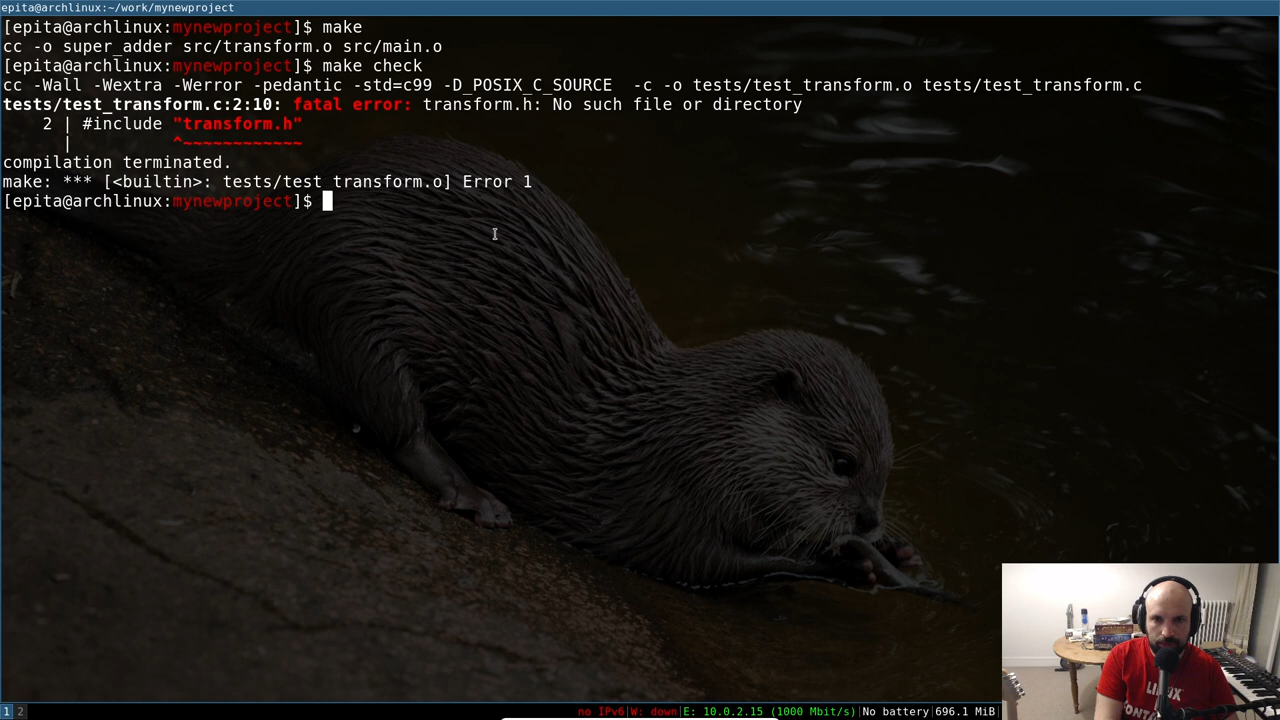 epita@archlinux:~/work/mynewproject
[epita@archlinux:mynewproject]$ make
cc -o super_adder src/transform.o src/main.o
[epita@archlinux:mynewproject]$ make check
cc -Wall -Wextra -Werror -pedantic -std=c99 -D_POSIX_C_SOURCE  -c -o tests/test_transform.o tests/test_transform.c
tests/test_transform.c:2:10: fatal error: transform.h: No such file or directory
    2 | #include "transform.h"
      |          ^~~~~~~~~~~~~
compilation terminated.
make: *** [<builtin>: tests/test_transform.o] Error 1
[epita@archlinux:mynewproject]$
1 2
no IPv6|W: down|E: 10.0.2.15 (1000 Mbit/s)|No battery|696.1 MiB